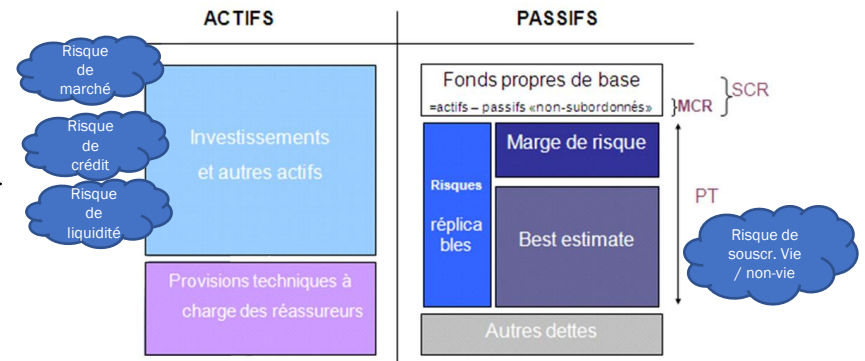 ACTIFS
PASSIFS
Risque
de
marché
Risque
de
crédit
Risque
de
liquidité
Investissements
et autres actifs
Provisions techniques à
charge des réassureurs
Fonds propres de base
=actifs – passifs «non-subordonnés»
}MCR
}SCR
Risques
réplica
bles
Marge de risque
Best estimate
PT
Risque de
souscr. Vie
/ non-vie
Autres dettes